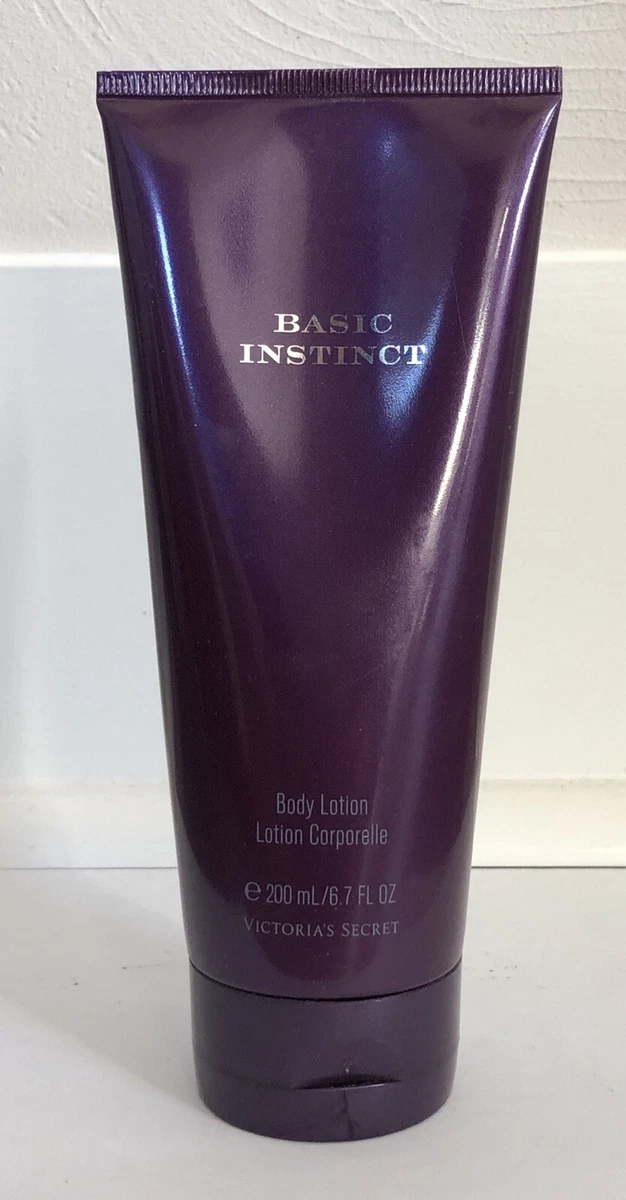 BASIC
INSTINCT
Body Lotion
Lotion Corporelle
℮ 200 mL/6.7 FL OZ
VICTORIA'S SECRET